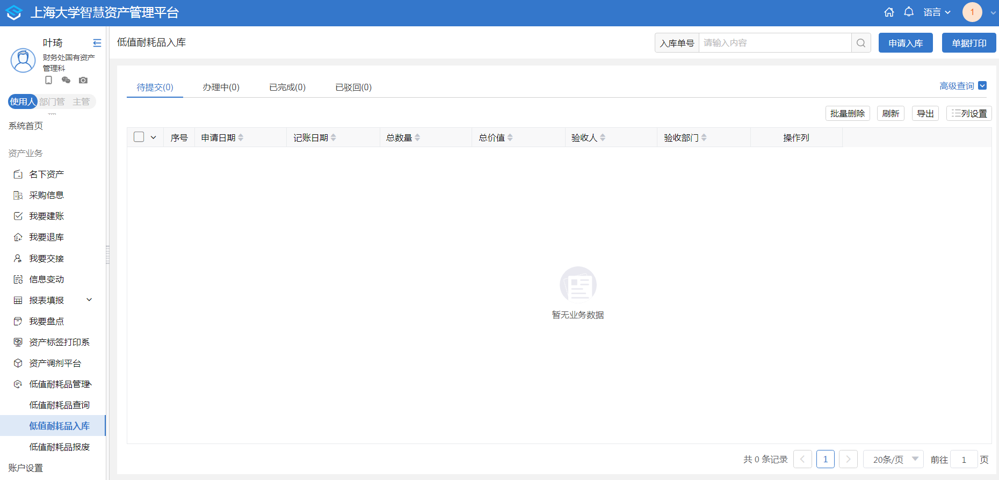 上海大学智慧资产管理平台
语言
1
叶琦
财务处国有资产
管理科
使用人 部门管 主管
系统首页
资产业务
名下资产
采购信息
我要建账
我要退库
我要交接
信息变动
报表填报
我要盘点
资产标签打印系
资产调剂平台
低值耐耗品管理
低值耐耗品查询
低值耐耗品入库
低值耐耗品报废
账户设置
低值耐耗品入库
入库单号 请输入内容
申请入库 单据打印
待提交(0) 办理中(0) 已完成(0) 已驳回(0)
高级查询
批量删除 刷新 导出 列设置
序号 申请日期 记账日期 总数量 总价值 验收人 验收部门 操作列
暂无业务数据
共 0 条记录 1 20条/页 前往 1 页